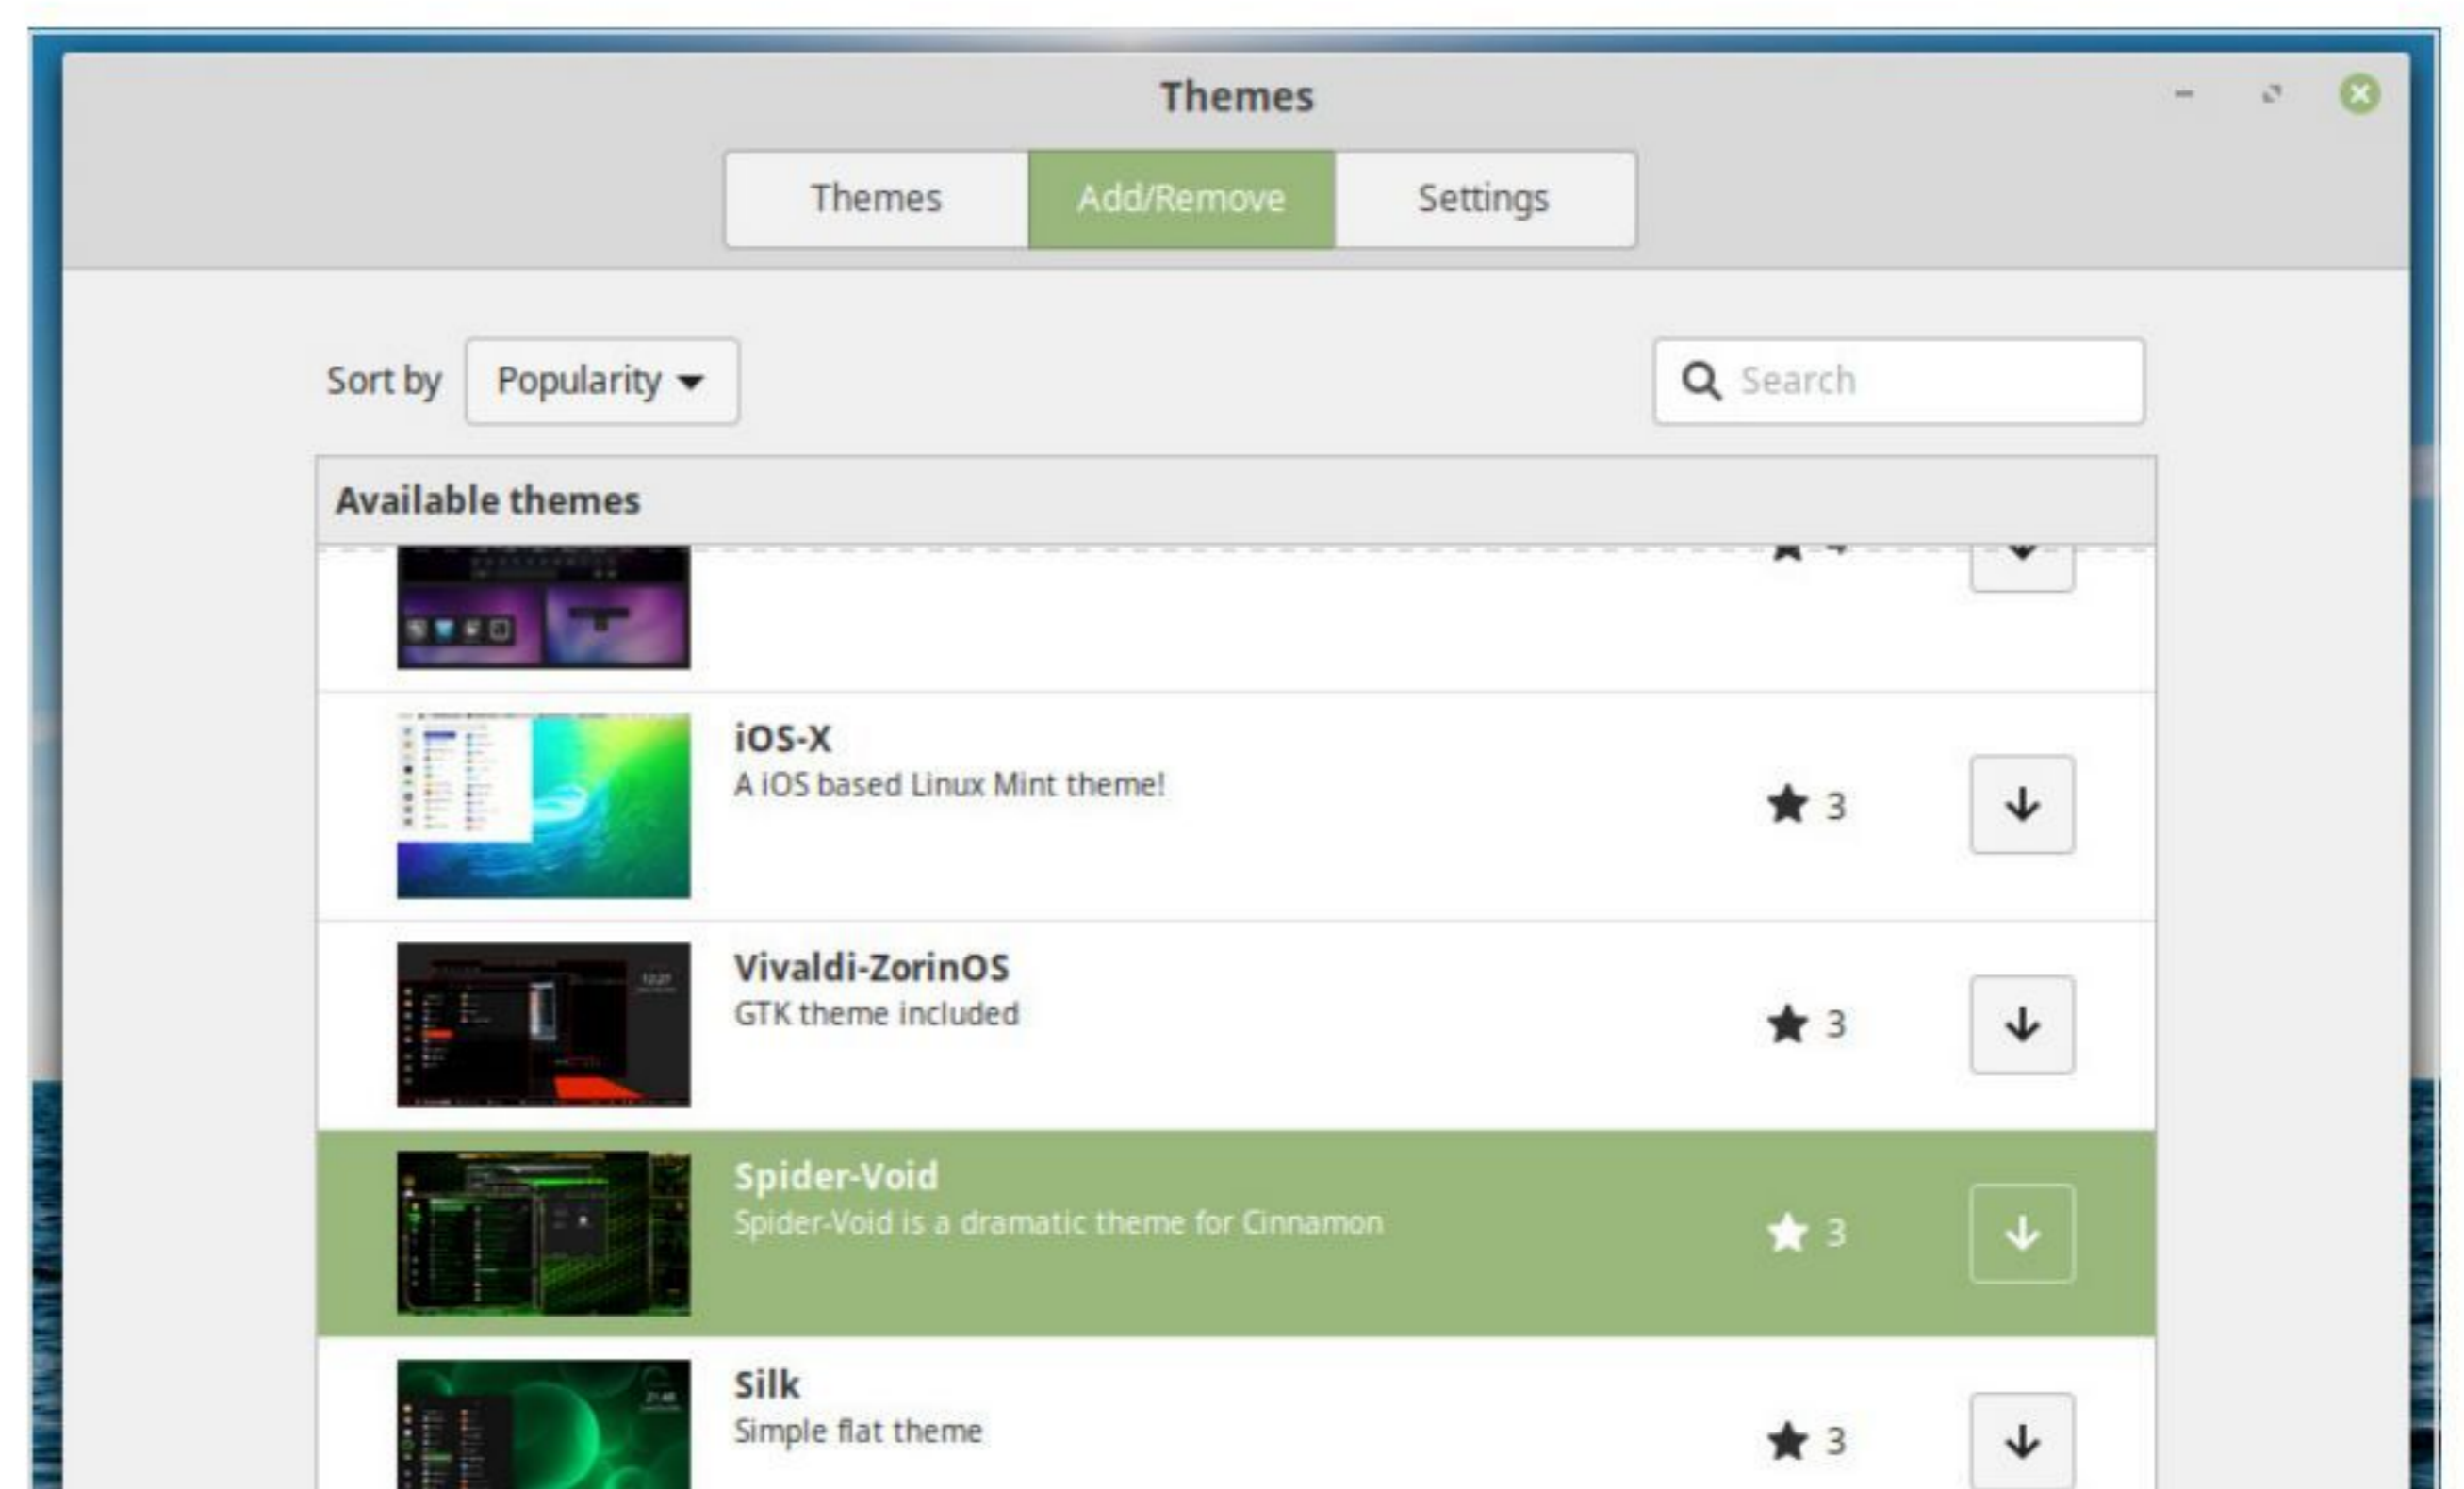 Themes
Themes Add/Remove Settings
Sort by Popularity Search
Available themes
iOS-X
A iOS based Linux Mint theme!
3
Vivaldi-ZorinOS
GTK theme included
3
Spider-Void
Spider-Void is a dramatic theme for Cinnamon
3
Silk
Simple flat theme
3